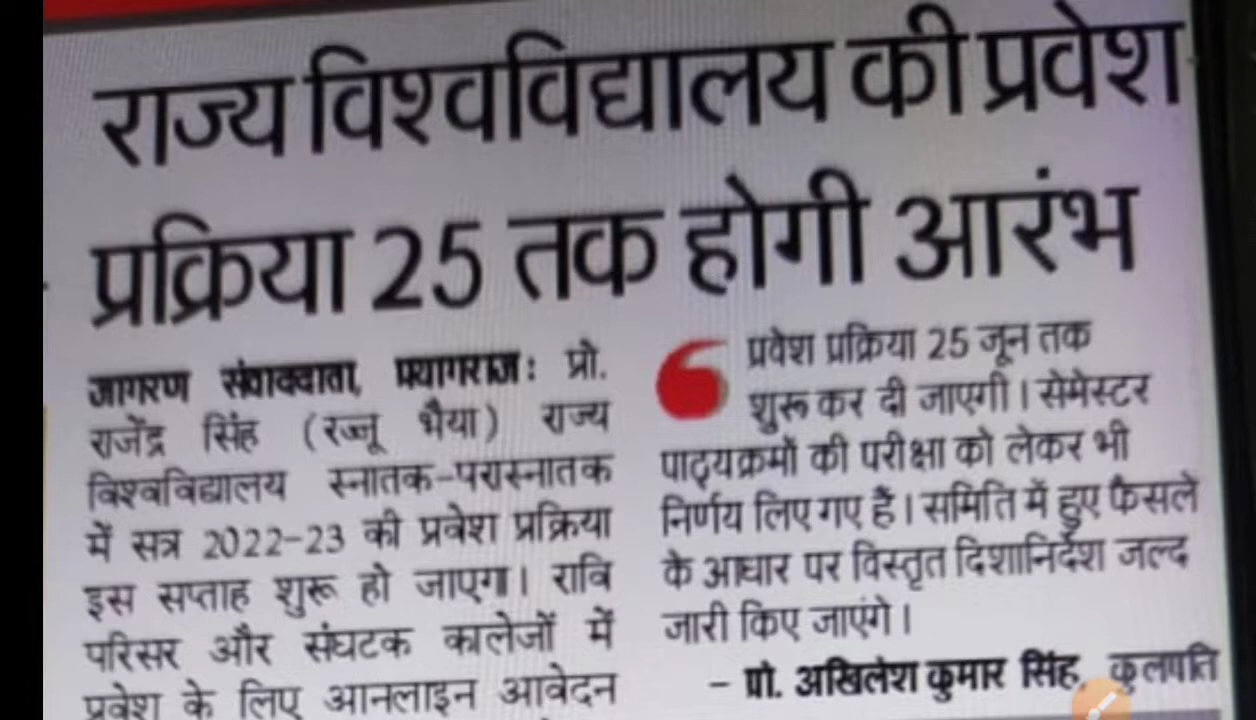 राज्य विश्वविद्यालय की प्रवेश
प्रक्रिया 25 तक होगी आरंभ
जागरण संवाददाता, प्रयागराज: प्रो.
राजेंद्र सिंह (रज्जू भैया) राज्य
विश्वविद्यालय स्नातक-परास्नातक
में सत्र 2022-23 की प्रवेश प्रक्रिया
इस सप्ताह शुरू हो जाएगा। रावि
परिसर और संघटक कालेजों में
प्रवेश के लिए आनलाइन आवेदन
प्रवेश प्रक्रिया 25 जून तक
शुरू कर दी जाएगी। सेमेस्टर
पाठ्यक्रमों की परीक्षा को लेकर भी
निर्णय लिए गए हैं। समिति में हुए फैसले
के आधार पर विस्तृत दिशानिर्देश जल्द
जारी किए जाएंगे।
- प्रो. अखिलेश कुमार सिंह, कुलपति